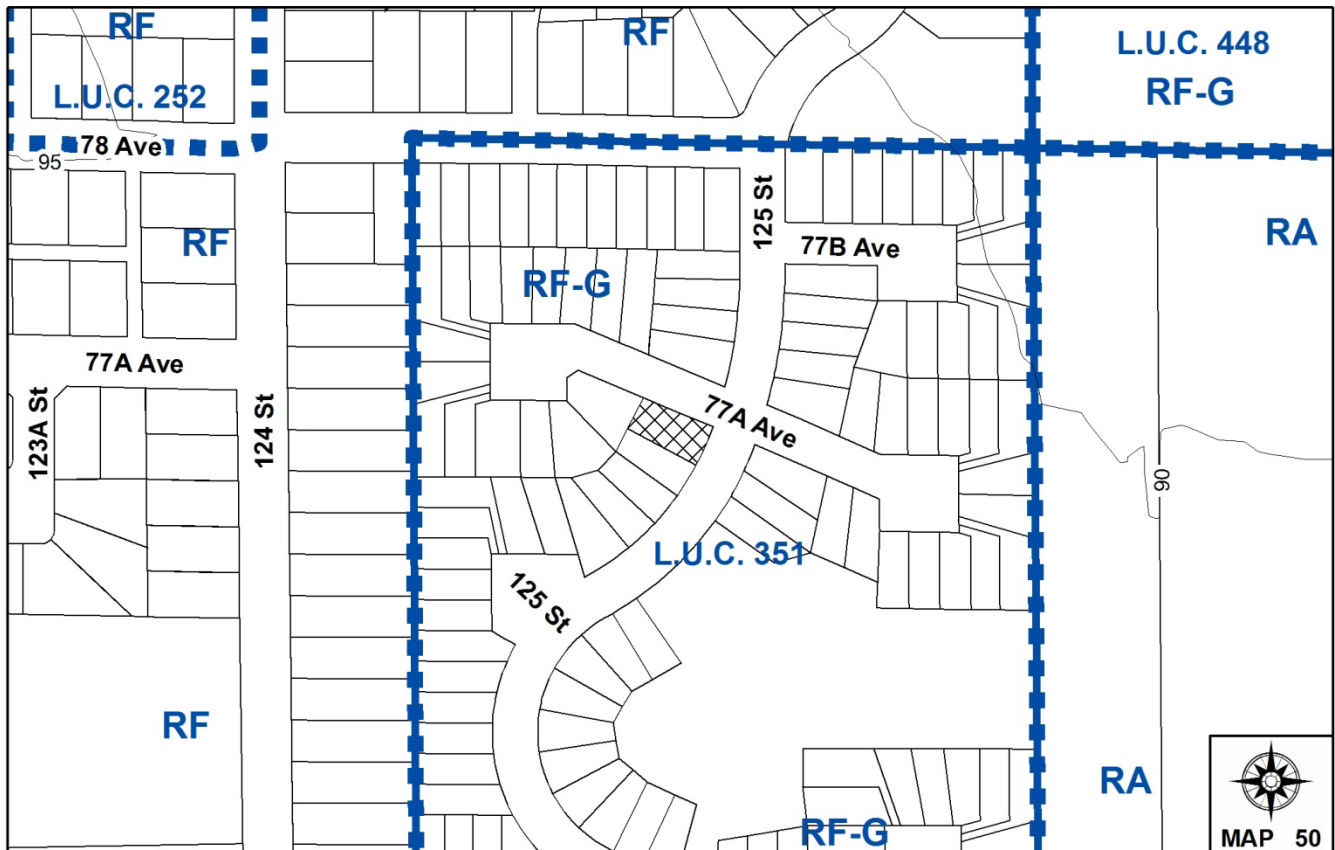 RF
RF
L.U.C. 448
RF-G
L.U.C. 252
78 Ave
95
125 St
RF
77B Ave
RA
RF-G
77A Ave
123A St
124 St
77A Ave
90
L.U.C. 351
125 St
RF
RA
RF-G
MAP 50